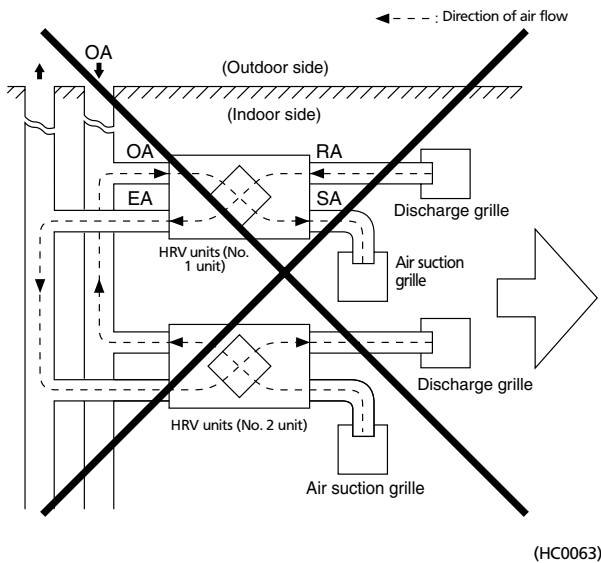 : Direction of air flow
OA
(Outdoor side)
(Indoor side)
OA
RA
EA
SA
Discharge grille
HRV units (No.
1 unit)
Air suction
grille
Discharge grille
HRV units (No. 2 unit)
Air suction grille
(HC0063)